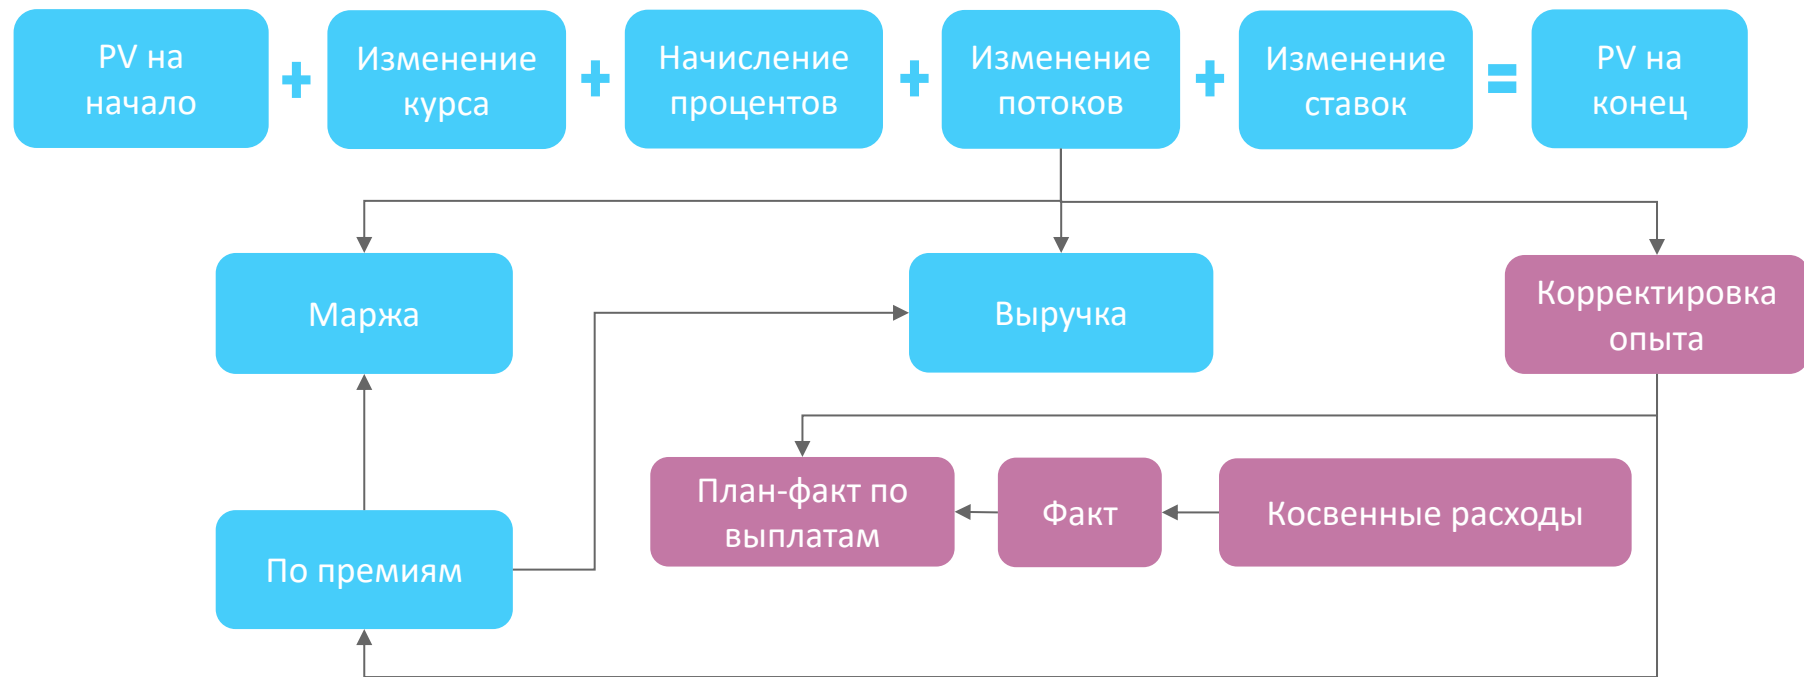 PV на
начало
+
Изменение
курса
+
Начисление
процентов
+
Изменение
потоков
+
Изменение
ставок
=
PV на
конец
Маржа
Выручка
Корректировка
опыта
План-факт по
выплатам
Факт
Косвенные расходы
По премиям